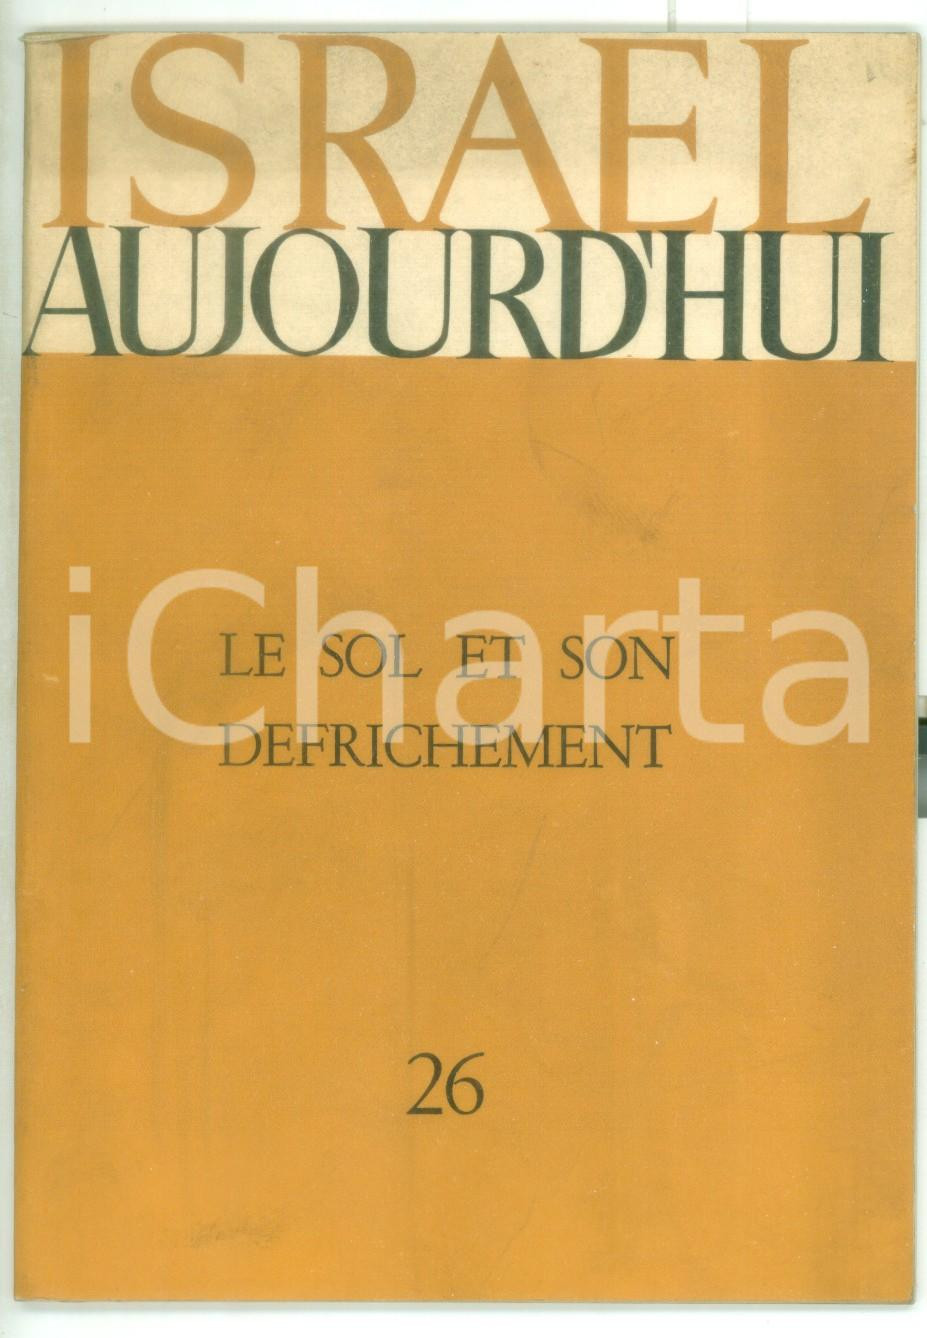 ISRAEL
AUJOURD'HUI
LE SOL ET SON
DEFRICHEMENT
26
iCharta